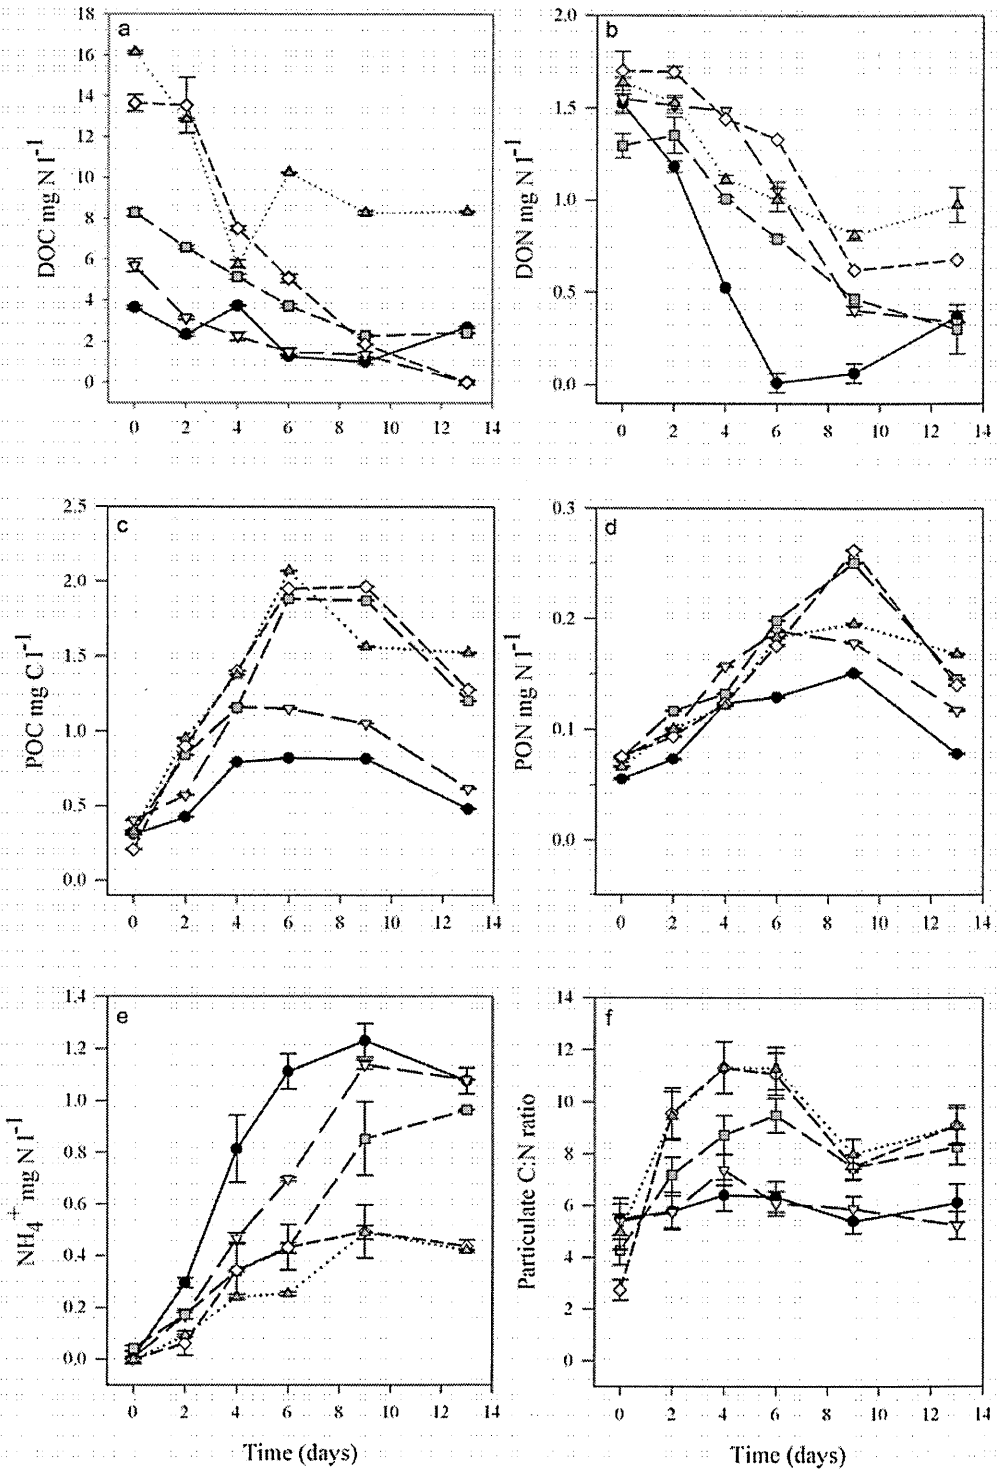 a
18
16
14
12
10
8
6
4
2
0
DOC mg N l⁻¹
0 2 4 6 8 10 12 14
b
2.0
1.5
1.0
0.5
0.0
DON mg N l⁻¹
0 2 4 6 8 10 12 14
c
2.5
2.0
1.5
1.0
0.5
0.0
POC mg C l⁻¹
0 2 4 6 8 10 12 14
d
0.3
0.2
0.1
0.0
PON mg N l⁻¹
0 2 4 6 8 10 12 14
e
1.4
1.2
1.0
0.8
0.6
0.4
0.2
0.0
NH₄⁺ mg N l⁻¹
0 2 4 6 8 10 12 14
Time (days)
f
14
12
10
8
6
4
2
0
Particulate C:N ratio
0 2 4 6 8 10 12 14
Time (days)